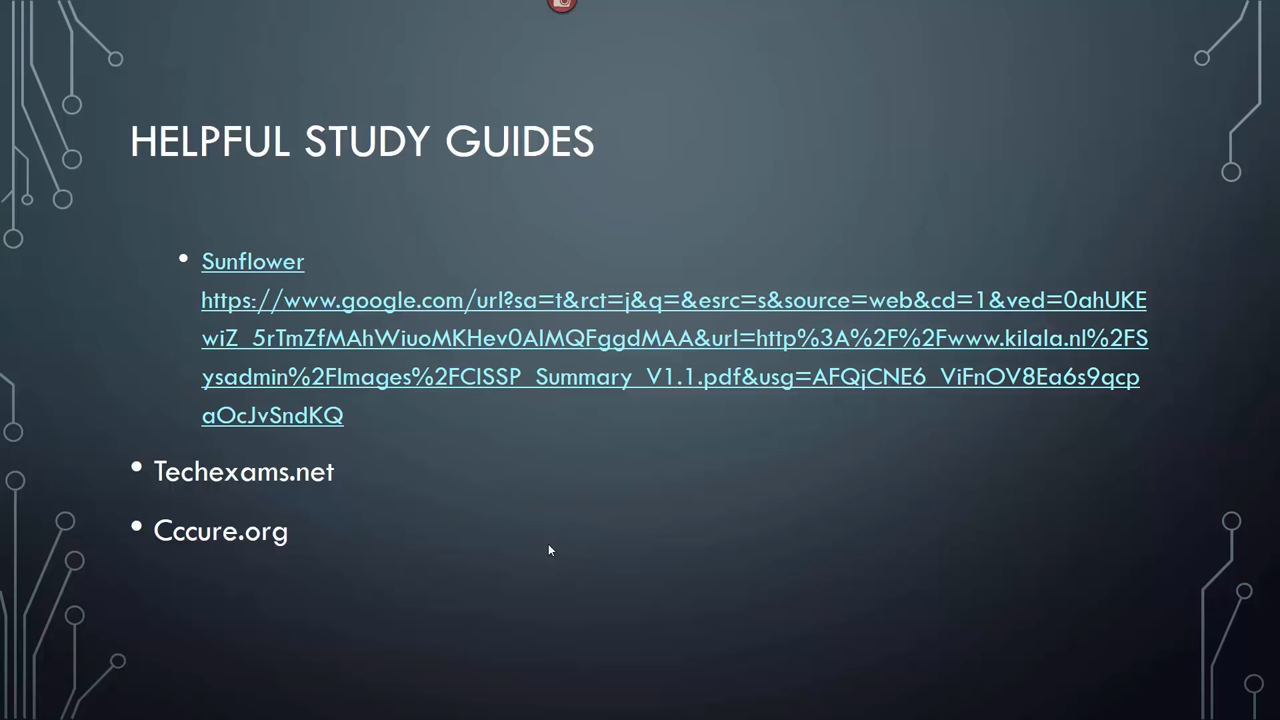 HELPFUL STUDY GUIDES
• Sunflower
https://www.google.com/url?sa=t&rct=j&q=&esrc=s&source=web&cd=1&ved=0ahUKE
wiZ_5rTmZfMAhWiuoMKHev0AlMQFggdMAA&url=http%3A%2F%2Fwww.kilala.nl%2FS
ysadmin%2FImages%2FCISSP_Summary_V1.1.pdf&usg=AFQjCNE6_ViFnOV8Ea6s9qcp
aOcJvSndKQ
• Techexams.net
• Cccure.org